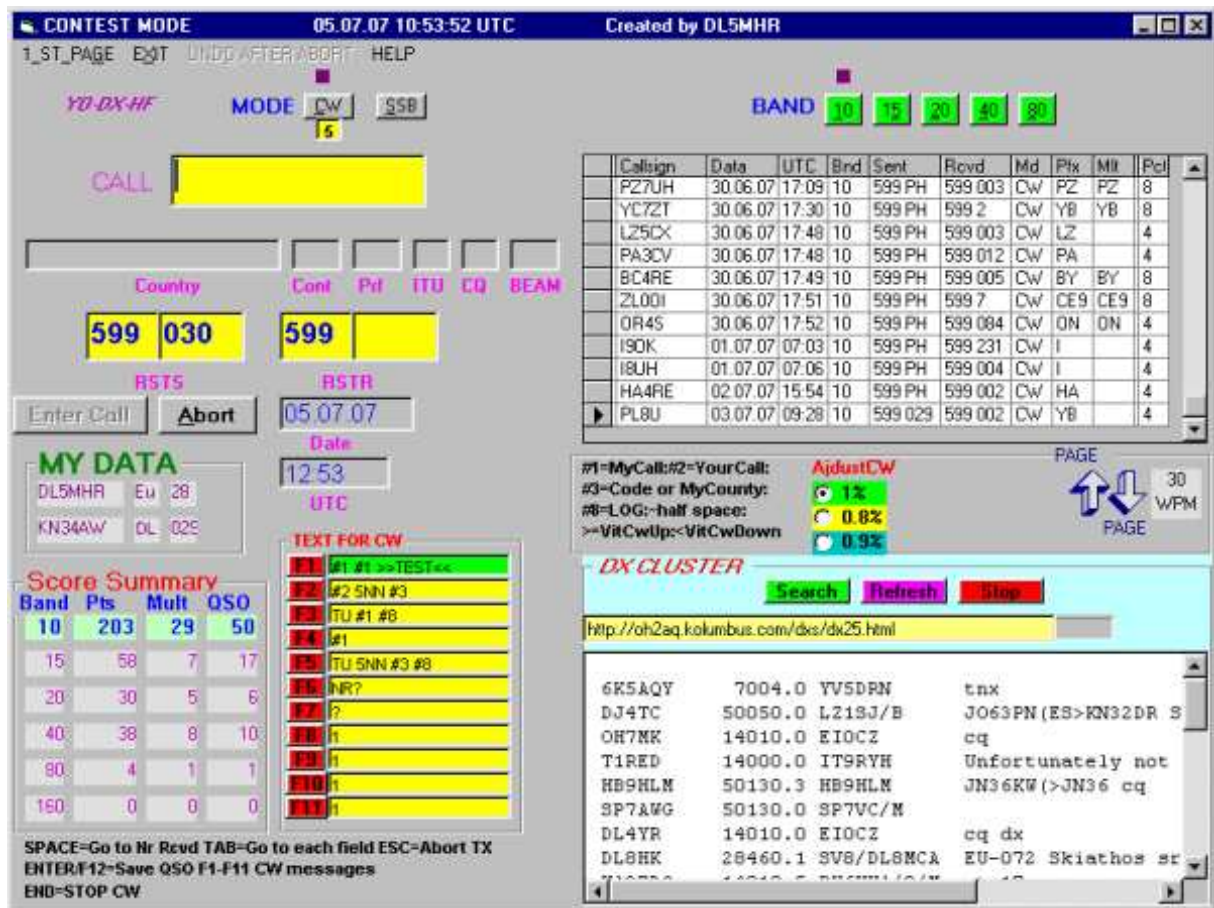 CONTEST MODE 05.07.07 10:53:52 UTC Created by DL5MHR
1_ST_PAGE EXIT UNDO AFTER ABORT HELP
YO-DX-HF MODE CW SSB
5
BAND 10 15 20 40 80
CALL
Country Cont Prf ITU CQ BEAM
599 030 599
RSTS RSTR
Enter Call Abort 05.07.07
Date
12:53
UTC
MY DATA
DL5MHR Eu 28
KN34AW DL 029
Score Summary
Band Pts Mult QSO
10 203 29 50
15 58 7 17
20 30 5 6
40 38 8 10
80 4 1 1
160 0 0 0
TEXT FOR CW
F1 #1 #1 >>TEST<<
F2 #2 5NN #3
F3 TU #1 #8
F4 #1
F5 TU 5NN #3 #8
F6 NR?
F7 ?
F8 1
F9 1
F10 1
F11 1
SPACE=Go to Nr Rcvd TAB=Go to each field ESC=Abort TX
ENTER/F12=Save QSO F1-F11 CW messages
END=STOP CW
Callsign Data UTC Bnd Sent Rcvd Md Pfx Mlt Pct
PZ7UH 30.06.07 17:09 10 599 PH 599 003 CW PZ PZ 8
YC7ZT 30.06.07 17:30 10 599 PH 599 2 CW YB YB 8
LZ5CX 30.06.07 17:48 10 599 PH 599 003 CW LZ 4
PA3CV 30.06.07 17:48 10 599 PH 599 012 CW PA 4
BC4RE 30.06.07 17:49 10 599 PH 599 005 CW BY BY 8
ZL00I 30.06.07 17:51 10 599 PH 599 7 CW CE9 CE9 8
OR4S 30.06.07 17:52 10 599 PH 599 084 CW ON ON 4
I9OK 01.07.07 07:03 10 599 PH 599 231 CW I 4
I8UH 01.07.07 07:06 10 599 PH 599 004 CW I 4
HA4RE 02.07.07 15:54 10 599 PH 599 002 CW HA 4
PL8U 03.07.07 09:28 10 599 029 599 002 CW YB 4
#1=MyCall:#2=YourCall:
#3=Code or MyCounty:
#8=LOG:~half space:
>=VitCwUp:<VitCwDown
AjdustCW
1%
0.8%
0.9%
PAGE
PAGE
30
WPM
DX CLUSTER
Search Refresh Stop
http://oh2aq.kolumbus.com/dxs/dx25.html
6K5AQY 7004.0 YV5DRN tnx
DJ4TC 50050.0 LZ1SJ/B JO63PN(ES>KN32DR S
OH7MK 14010.0 EI0CZ cq
T1RED 14000.0 IT9RYH Unfortunately not
HB9HLM 50130.3 HB9HLM JN36KW(>JN36 cq
SP7AWG 50130.0 SP7VC/M
DL4YR 14010.0 EI0CZ cq dx
DL8HK 28460.1 SV8/DL8MCA EU-072 Skiathos sr